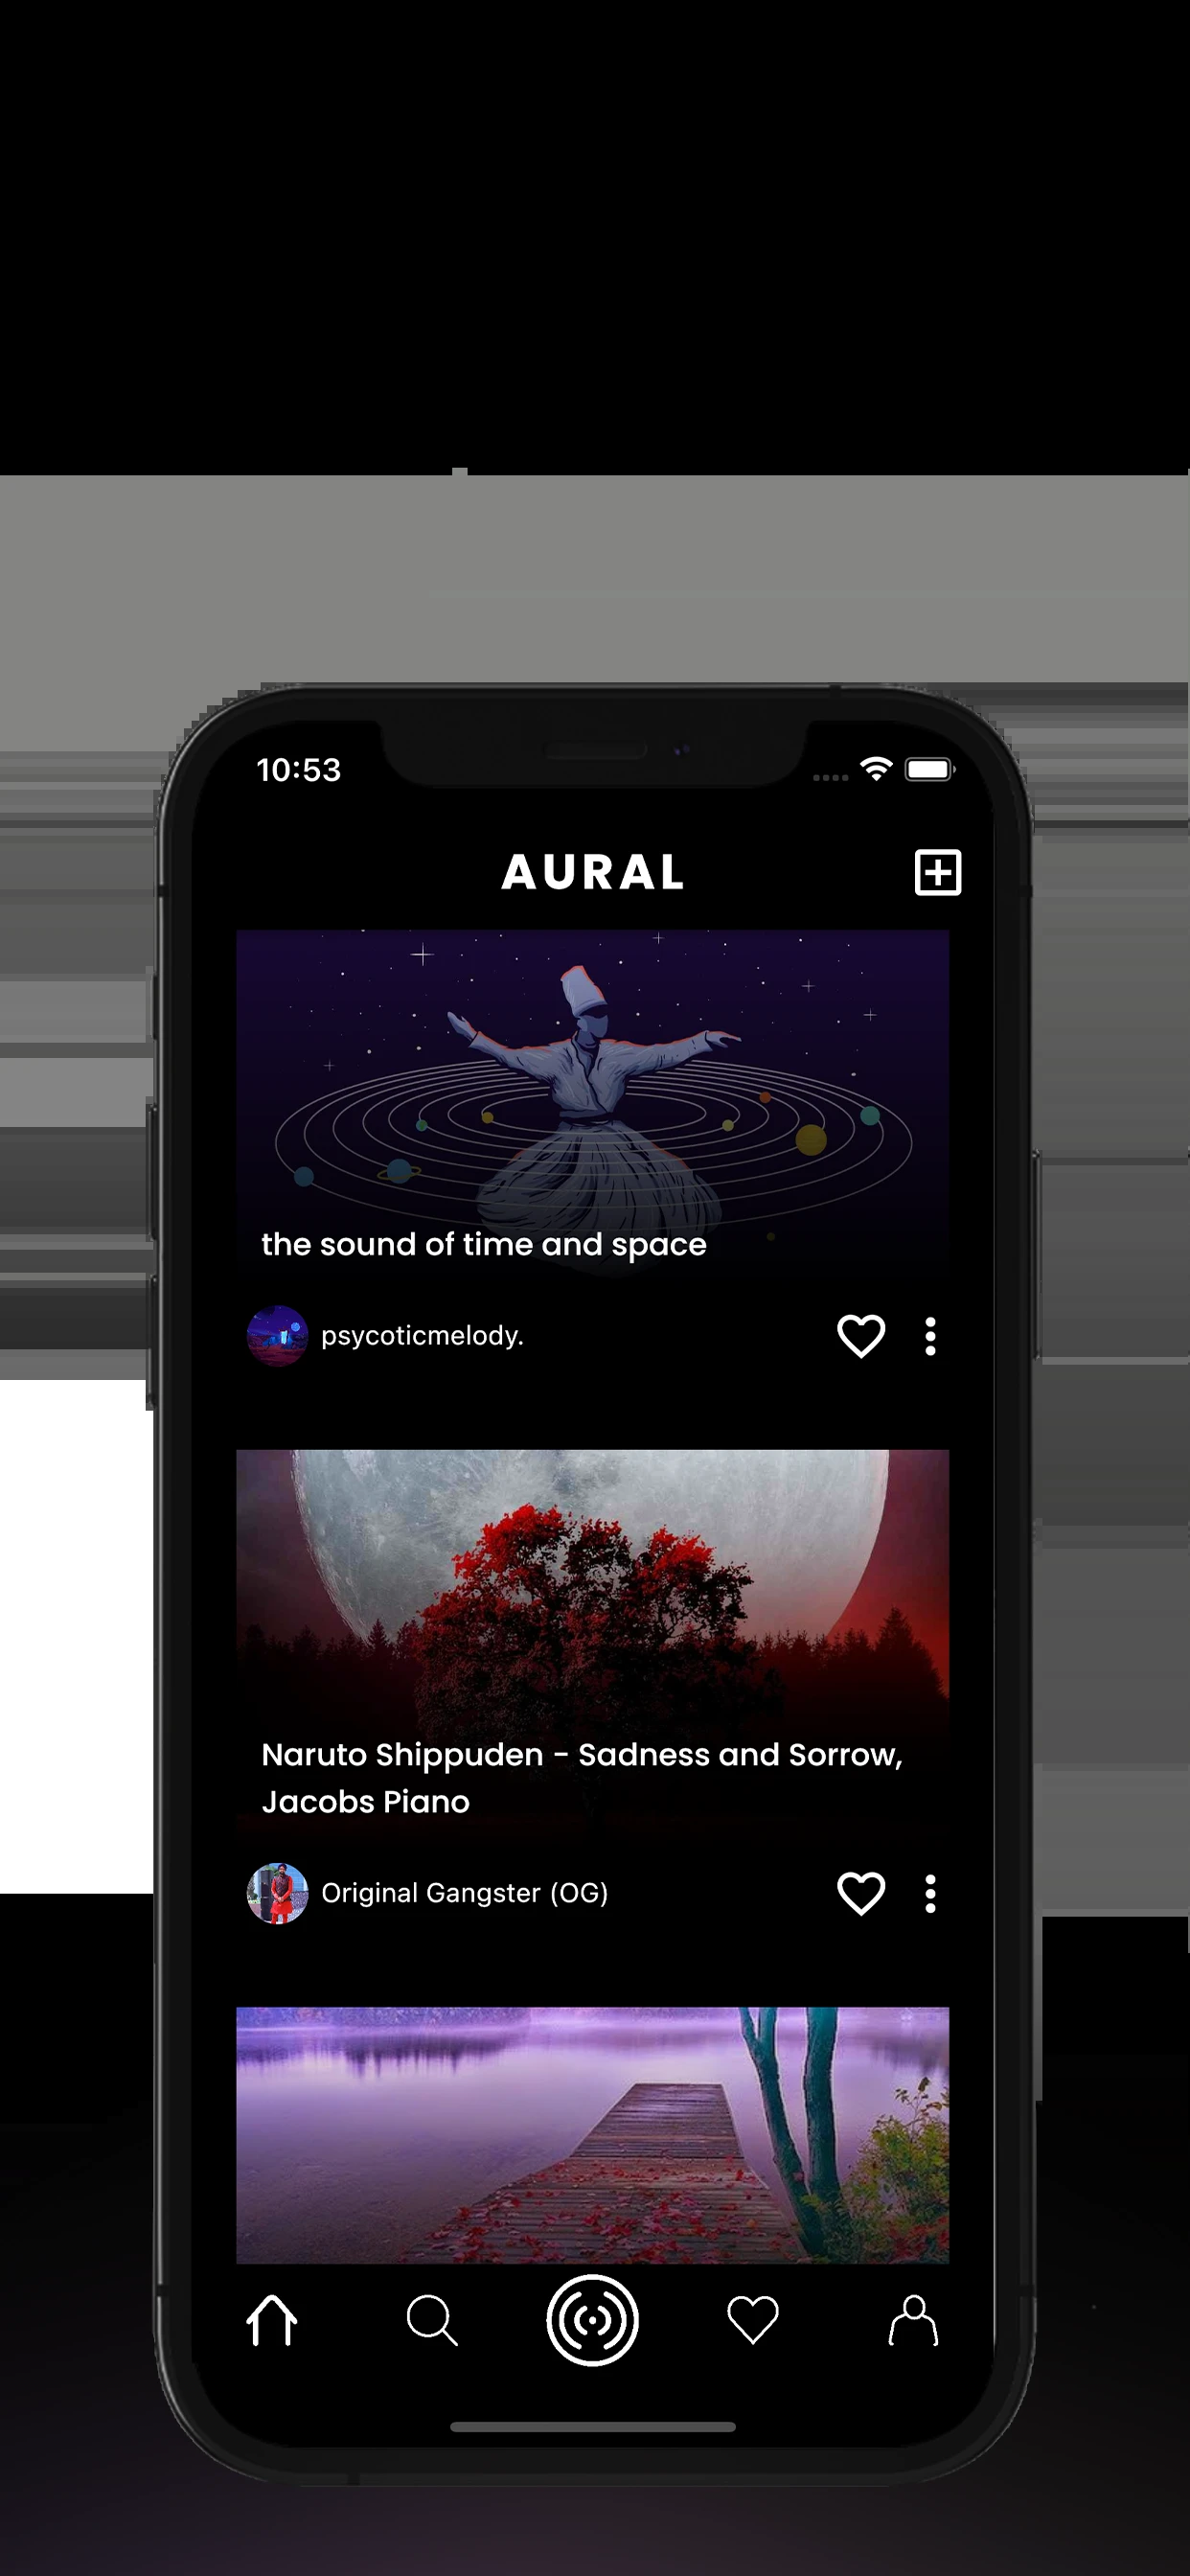 10:53
AURAL
the sound of time and space
psycoticmelody.
Naruto Shippuden - Sadness and Sorrow,
Jacobs Piano
Original Gangster (OG)